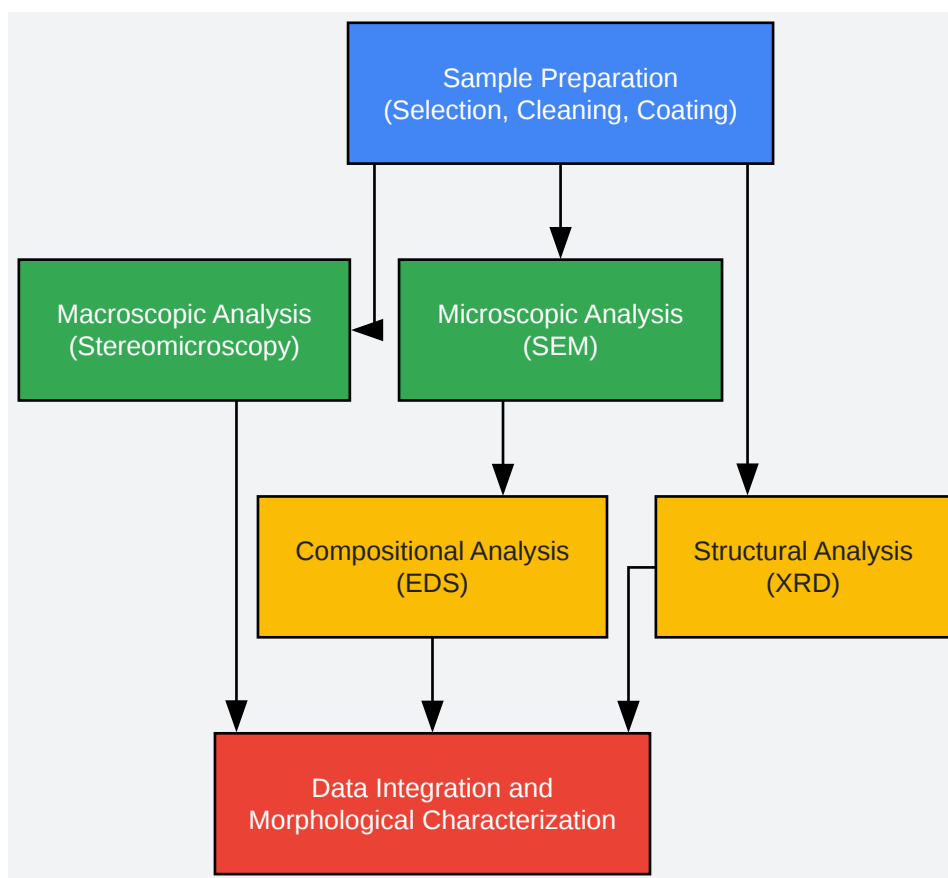 Sample Preparation
(Selection, Cleaning, Coating)
Macroscopic Analysis
(Stereomicroscopy)
Microscopic Analysis
(SEM)
Compositional Analysis
(EDS)
Structural Analysis
(XRD)
Data Integration and
Morphological Characterization